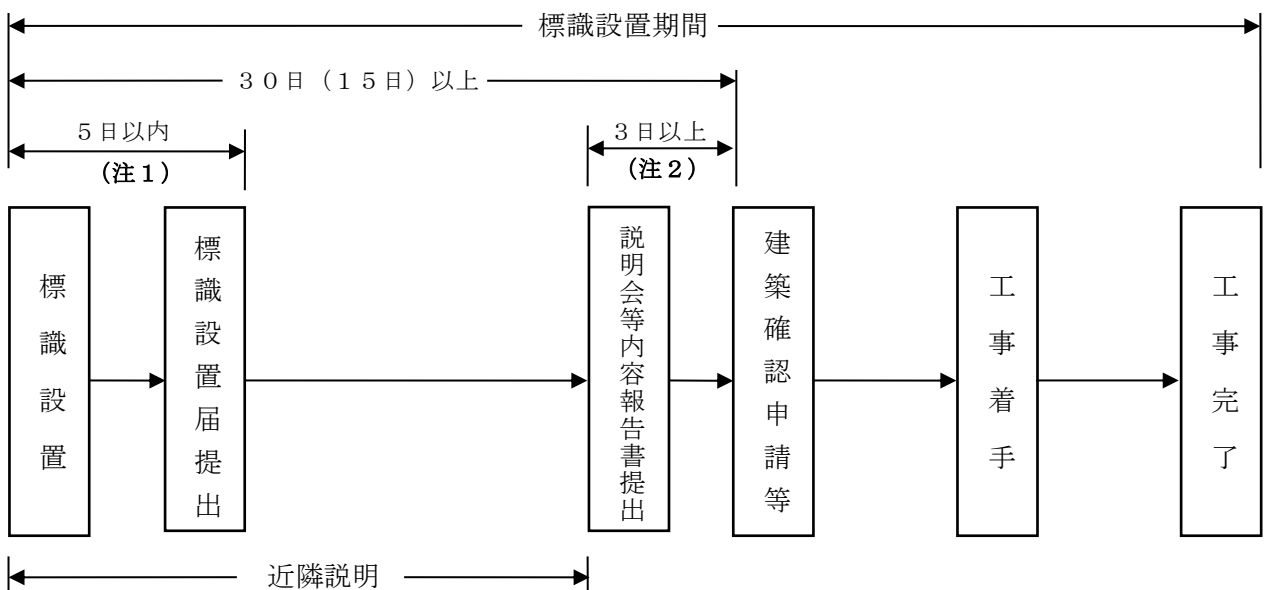 標識設置期間
３０日（１５日）以上
５日以内
(注１)
３日以上
(注２)
標識設置
標識設置届提出
説明会等内容報告書提出
建築確認申請等
工事着手
工事完了
近隣説明